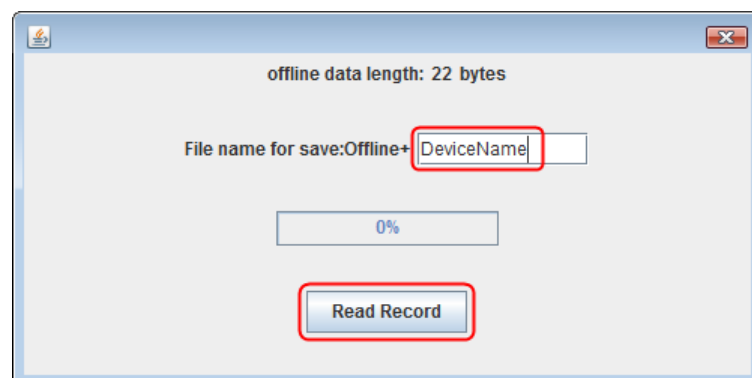 offline data length: 22 bytes
File name for save:Offline+ DeviceName
0%
Read Record